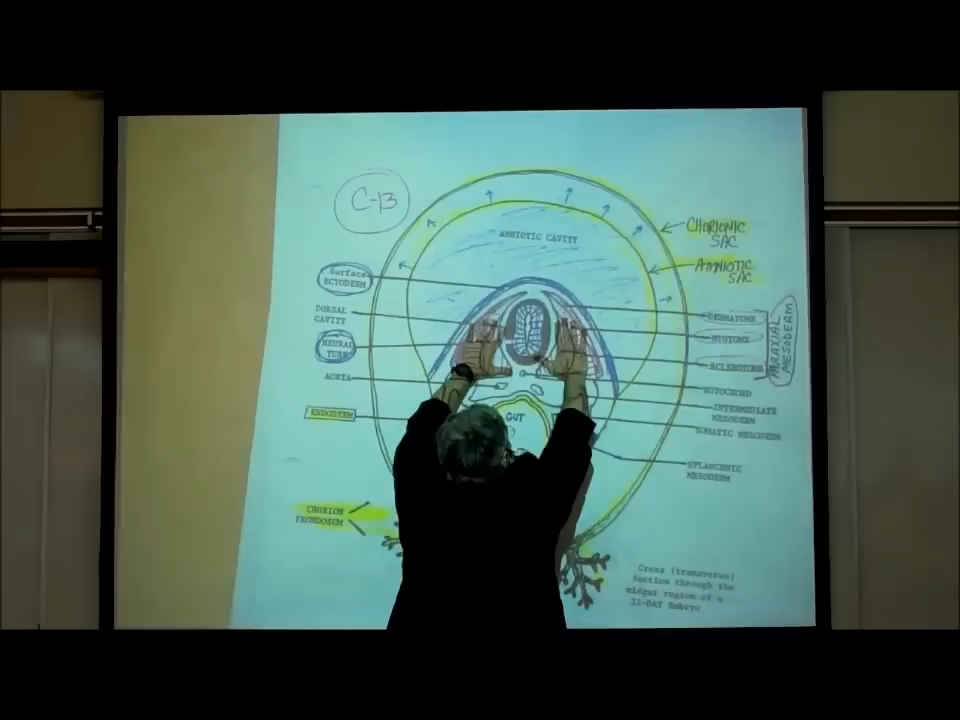 C-13
CHORIONIC
SAC
AMNIOTIC CAVITY
AMNIOTIC
SAC
Surface
ECTODERM
DORSAL
CAVITY
NEURAL
TUBE
AORTA
ENDODERM
DERMATOME
MYOTOME
SCLEROTOME
PARAXIAL
MESODERM
NOTOCHORD
INTERMEDIATE
MESODERM
SOMATIC MESODERM
GUT
SPLANCHNIC
MESODERM
CHORION
FRONDOSUM
Cross (transverse)
Section through the
midgut region of a
22-DAY Embryo